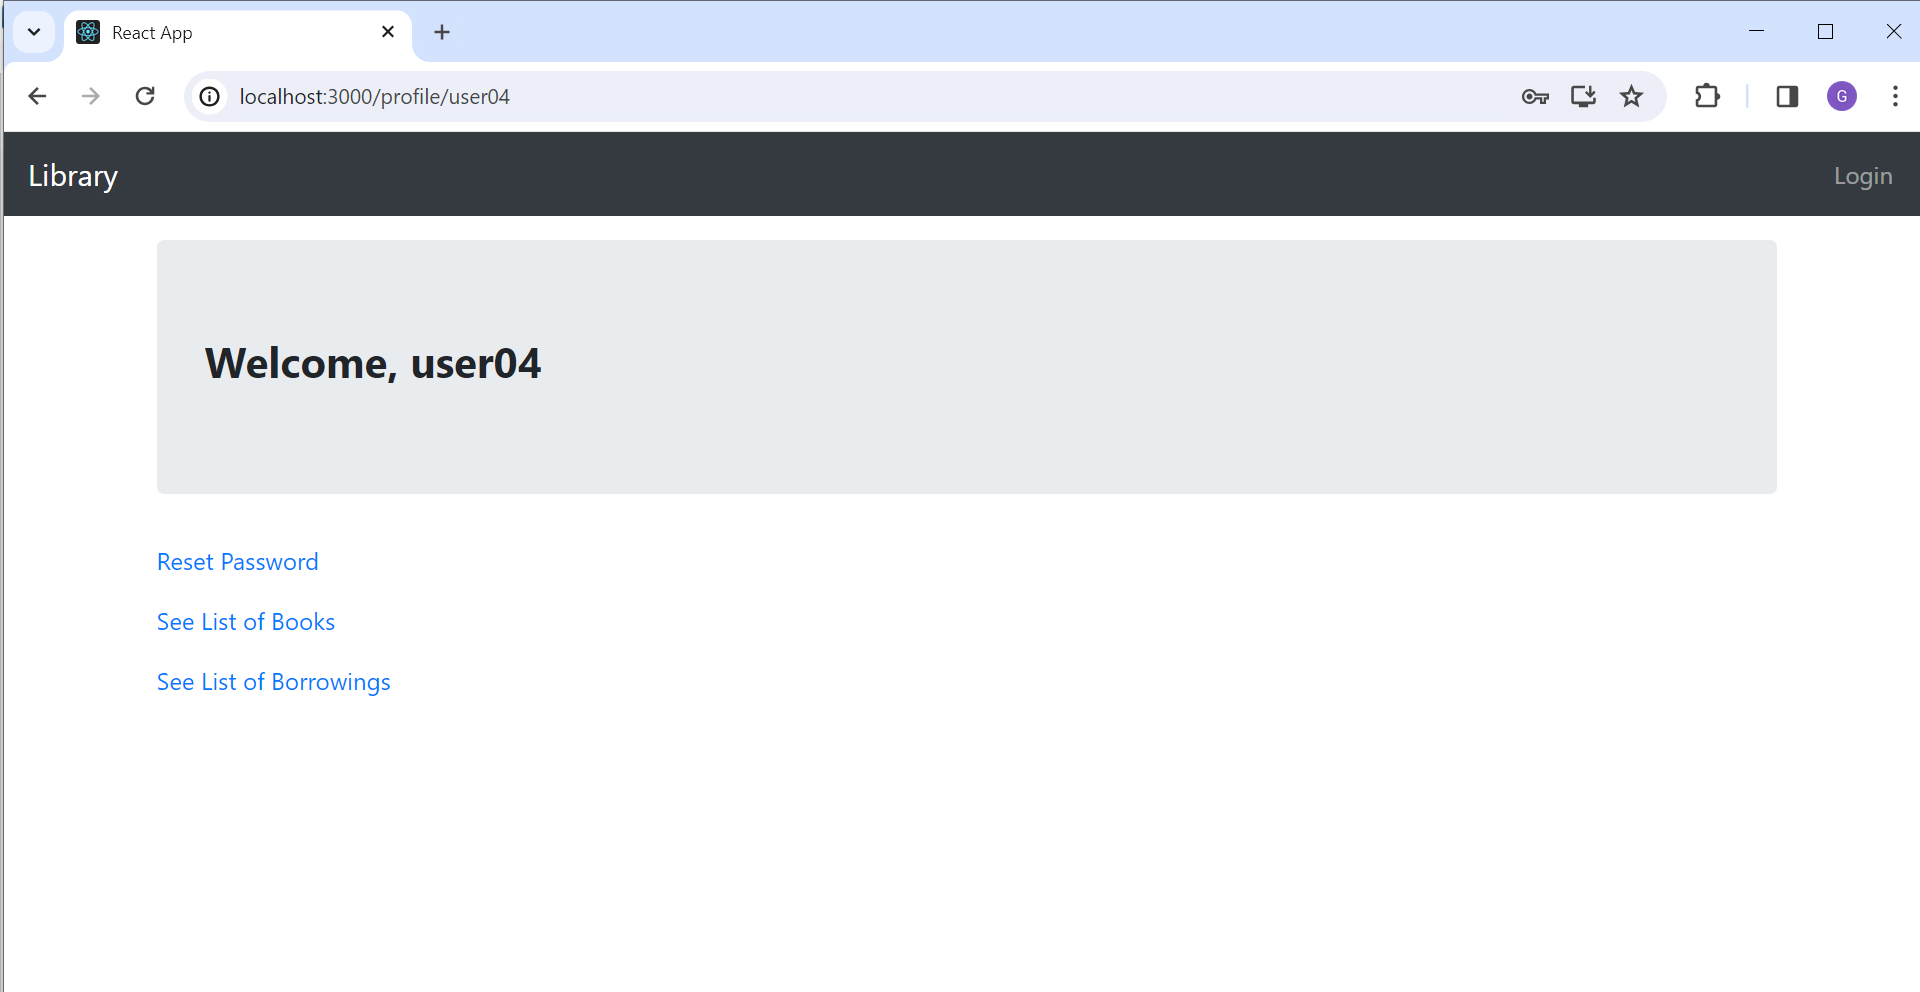 React App
localhost:3000/profile/user04
G
Library
Login
Welcome, user04
Reset Password
See List of Books
See List of Borrowings